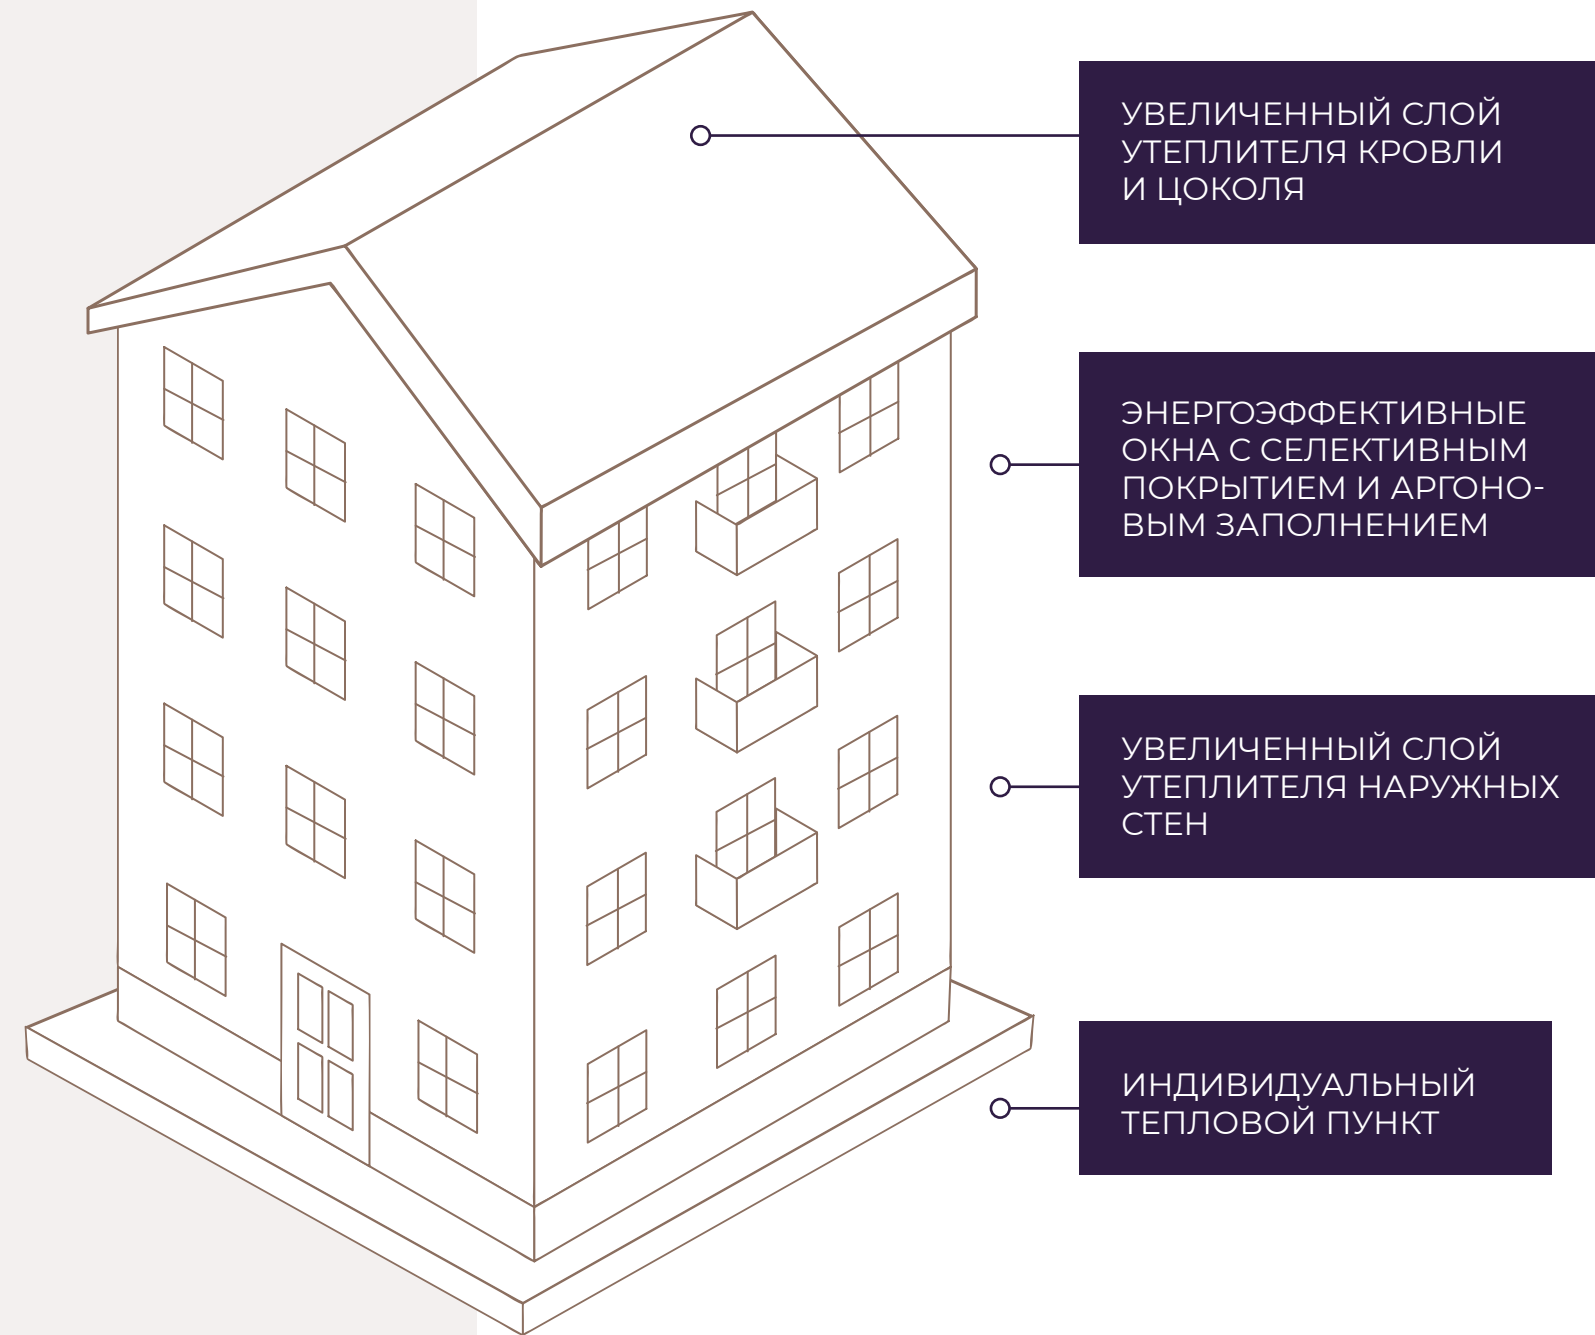 УВЕЛИЧЕННЫЙ СЛОЙ
УТЕПЛИТЕЛЯ КРОВЛИ
И ЦОКОЛЯ
ЭНЕРГОЭФФЕКТИВНЫЕ
ОКНА С СЕЛЕКТИВНЫМ
ПОКРЫТИЕМ И АРГОНО-
ВЫМ ЗАПОЛНЕНИЕМ
УВЕЛИЧЕННЫЙ СЛОЙ
УТЕПЛИТЕЛЯ НАРУЖНЫХ
СТЕН
ИНДИВИДУАЛЬНЫЙ
ТЕПЛОВОЙ ПУНКТ